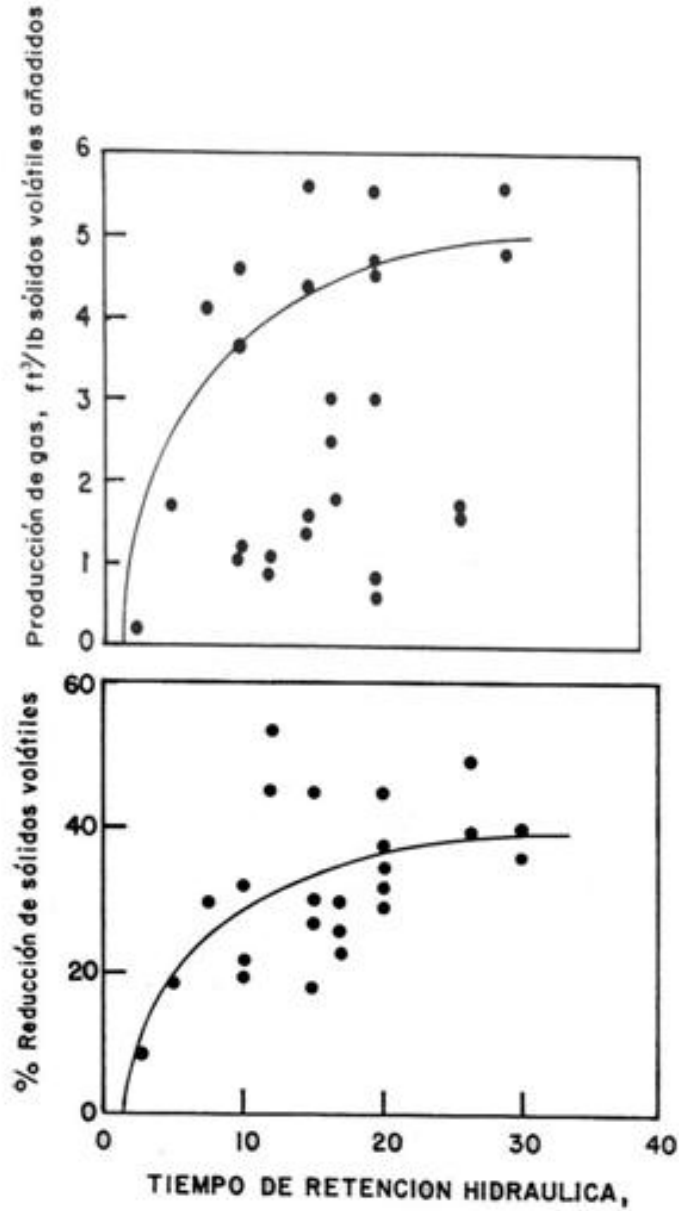 Producción de gas, ft³/lb sólidos volátiles añadidos
6
5
4
3
2
1
0
% Reducción de sólidos volátiles
60
40
20
0
0 10 20 30 40
TIEMPO DE RETENCION HIDRAULICA,